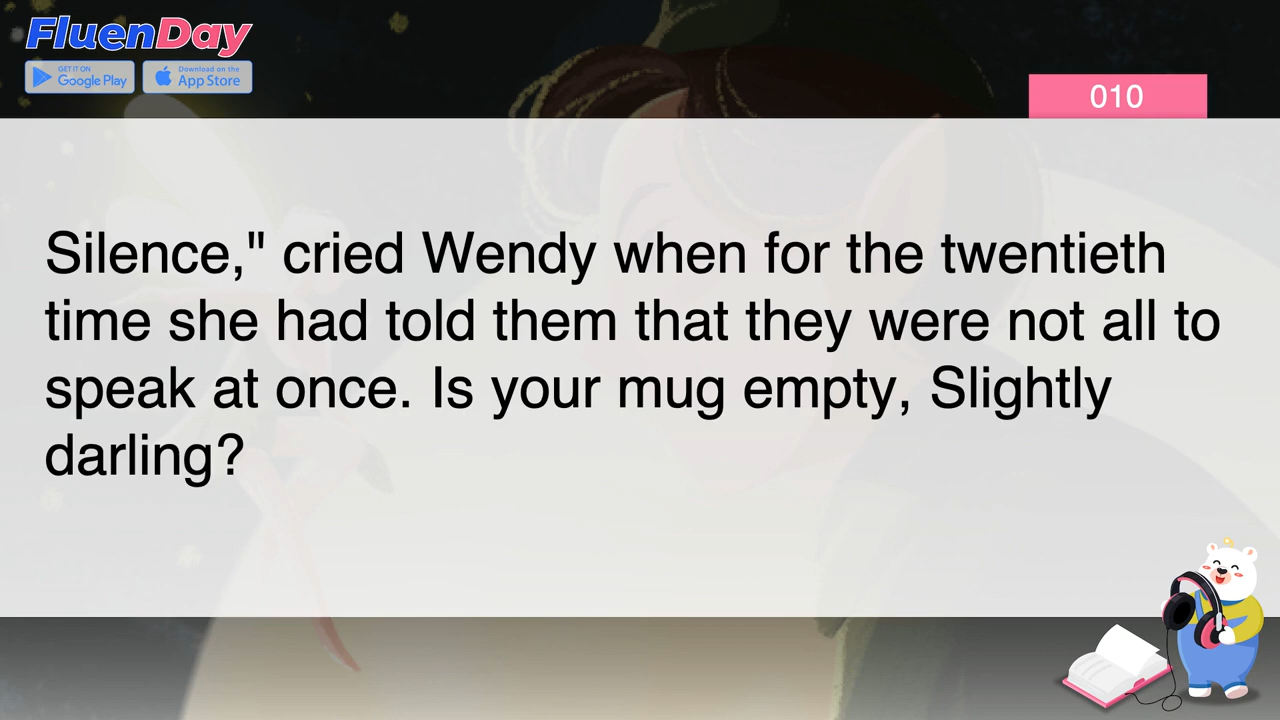 FluenDay
GET IT ON
Google Play
Download on the
App Store
010
Silence," cried Wendy when for the twentieth
time she had told them that they were not all to
speak at once. Is your mug empty, Slightly
darling?